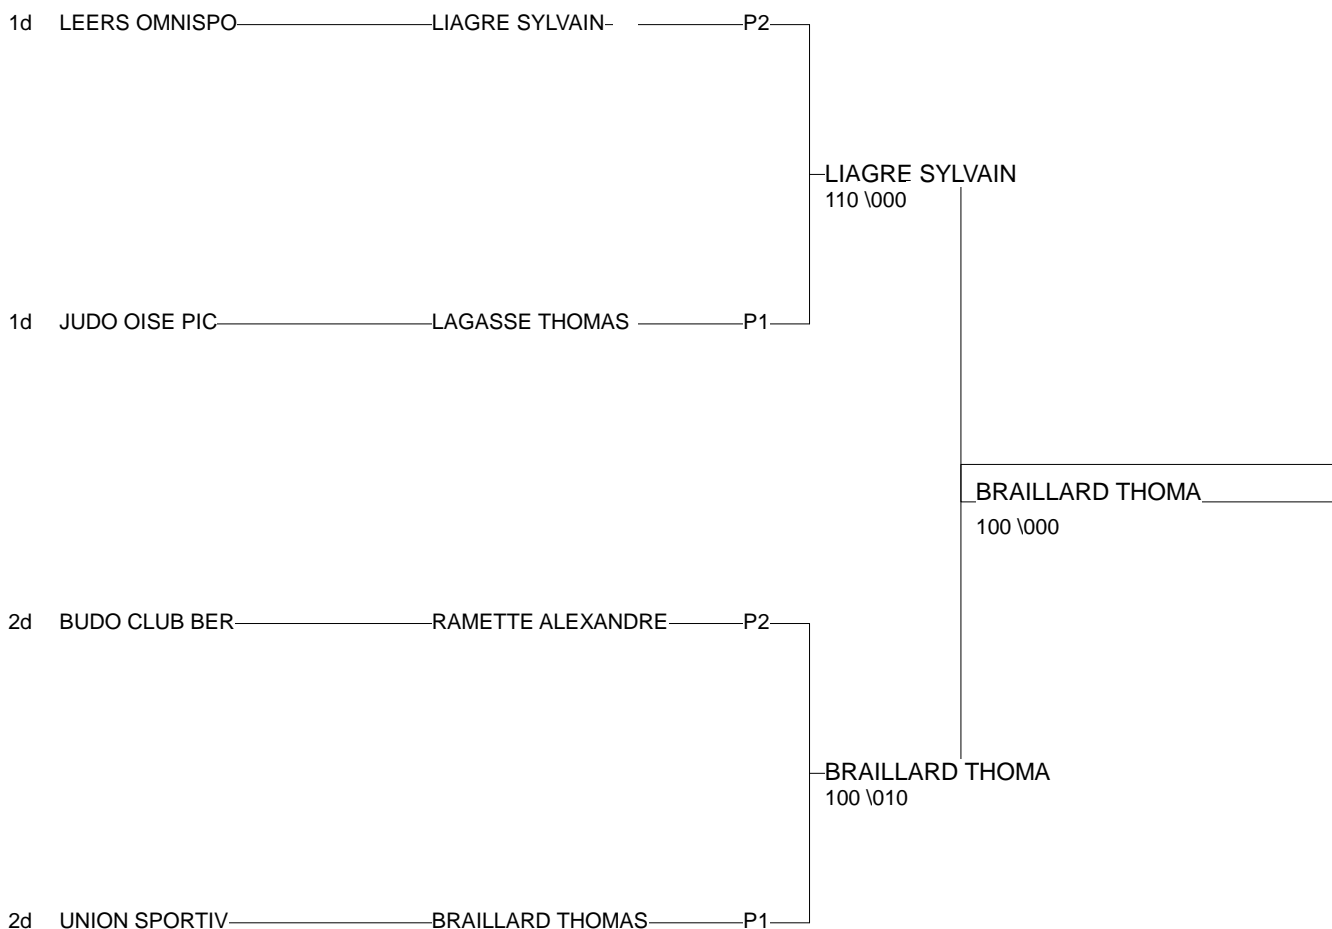 1d LEERS OMNISPO LIAGRE SYLVAIN P2
LIAGRE SYLVAIN
110 \000
1d JUDO OISE PIC LAGASSE THOMAS P1
BRAILLARD THOMA
100 \000
2d BUDO CLUB BER RAMETTE ALEXANDRE P2
BRAILLARD THOMA
100 \010
2d UNION SPORTIV BRAILLARD THOMAS P1